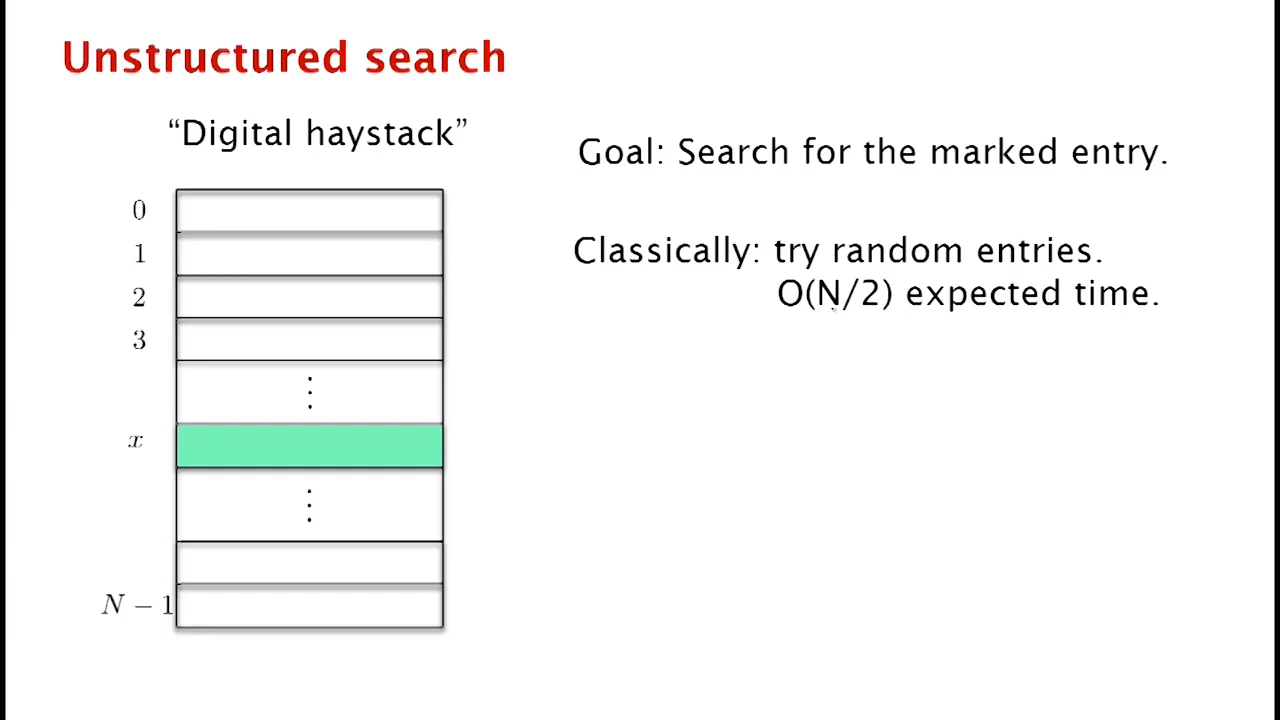 Unstructured search
“Digital haystack”
0
1
2
3
⋮
x
⋮
N − 1
Goal: Search for the marked entry.
Classically: try random entries.
O(N/2) expected time.